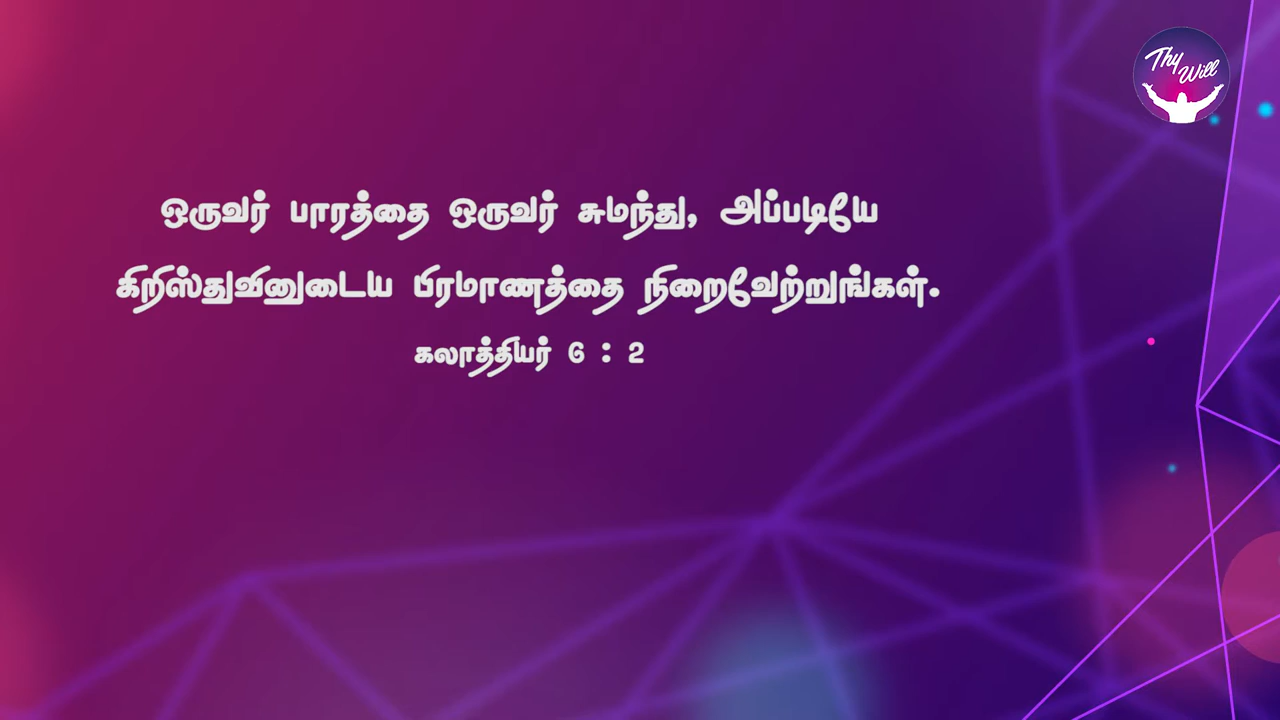 Thy Will
ஒருவர் பாரத்தை ஒருவர் சுமந்து, அப்படியே
கிறிஸ்துவினுடைய பிரமாணத்தை நிறைவேற்றுங்கள்.
கலாத்தியர் 6 : 2